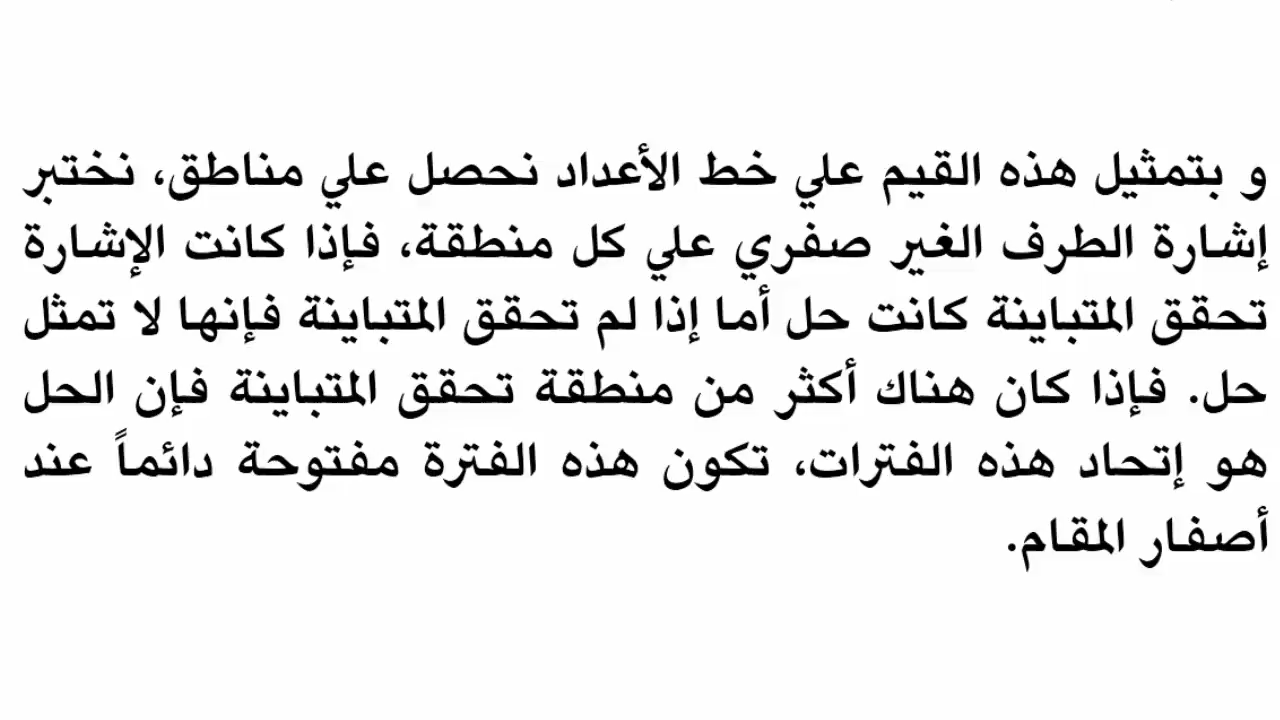 و بتمثيل هذه القيم علي خط الأعداد نحصل علي مناطق، نختبر
إشارة الطرف الغير صفري علي كل منطقة، فإذا كانت الإشارة
تحقق المتباينة كانت حل أما إذا لم تحقق المتباينة فإنها لا تمثل
حل. فإذا كان هناك أكثر من منطقة تحقق المتباينة فإن الحل
هو إتحاد هذه الفترات، تكون هذه الفترة مفتوحة دائماً عند
أصفار المقام.